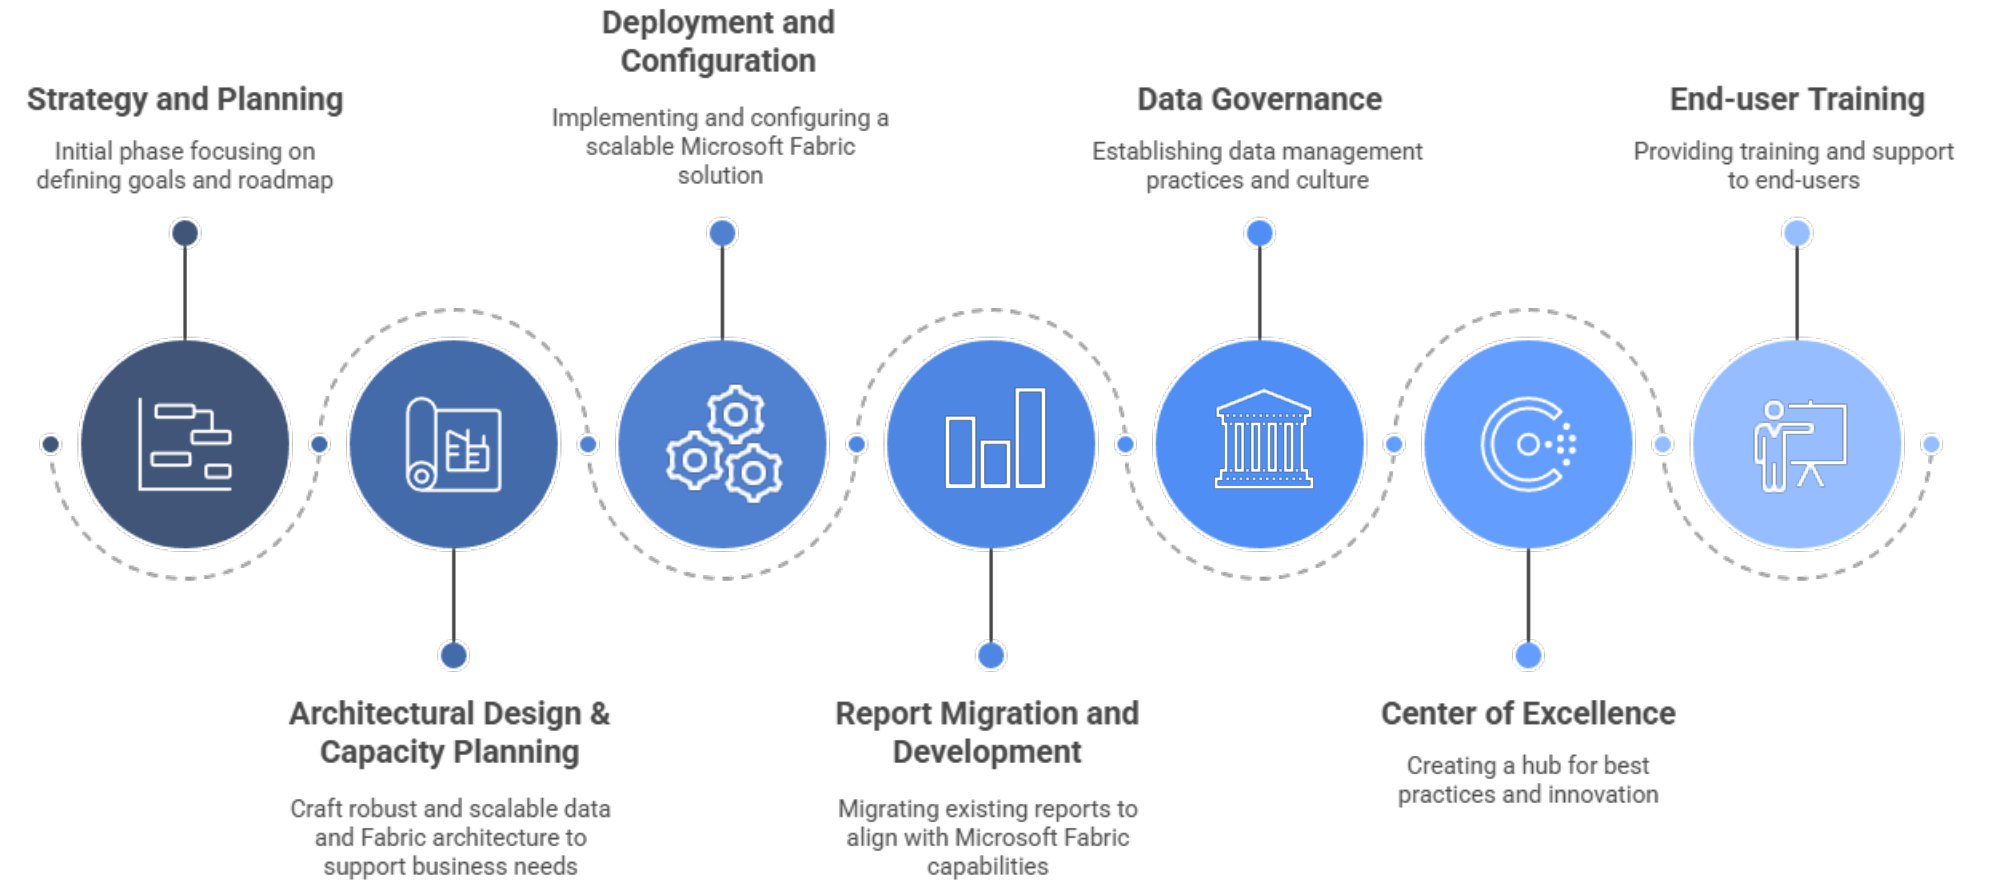 Strategy and Planning
Initial phase focusing on
defining goals and roadmap
Architectural Design &
Capacity Planning
Craft robust and scalable data
and Fabric architecture to
support business needs
Deployment and
Configuration
Implementing and configuring a
scalable Microsoft Fabric
solution
Report Migration and
Development
Migrating existing reports to
align with Microsoft Fabric
capabilities
Data Governance
Establishing data management
practices and culture
Center of Excellence
Creating a hub for best
practices and innovation
End-user Training
Providing training and support
to end-users